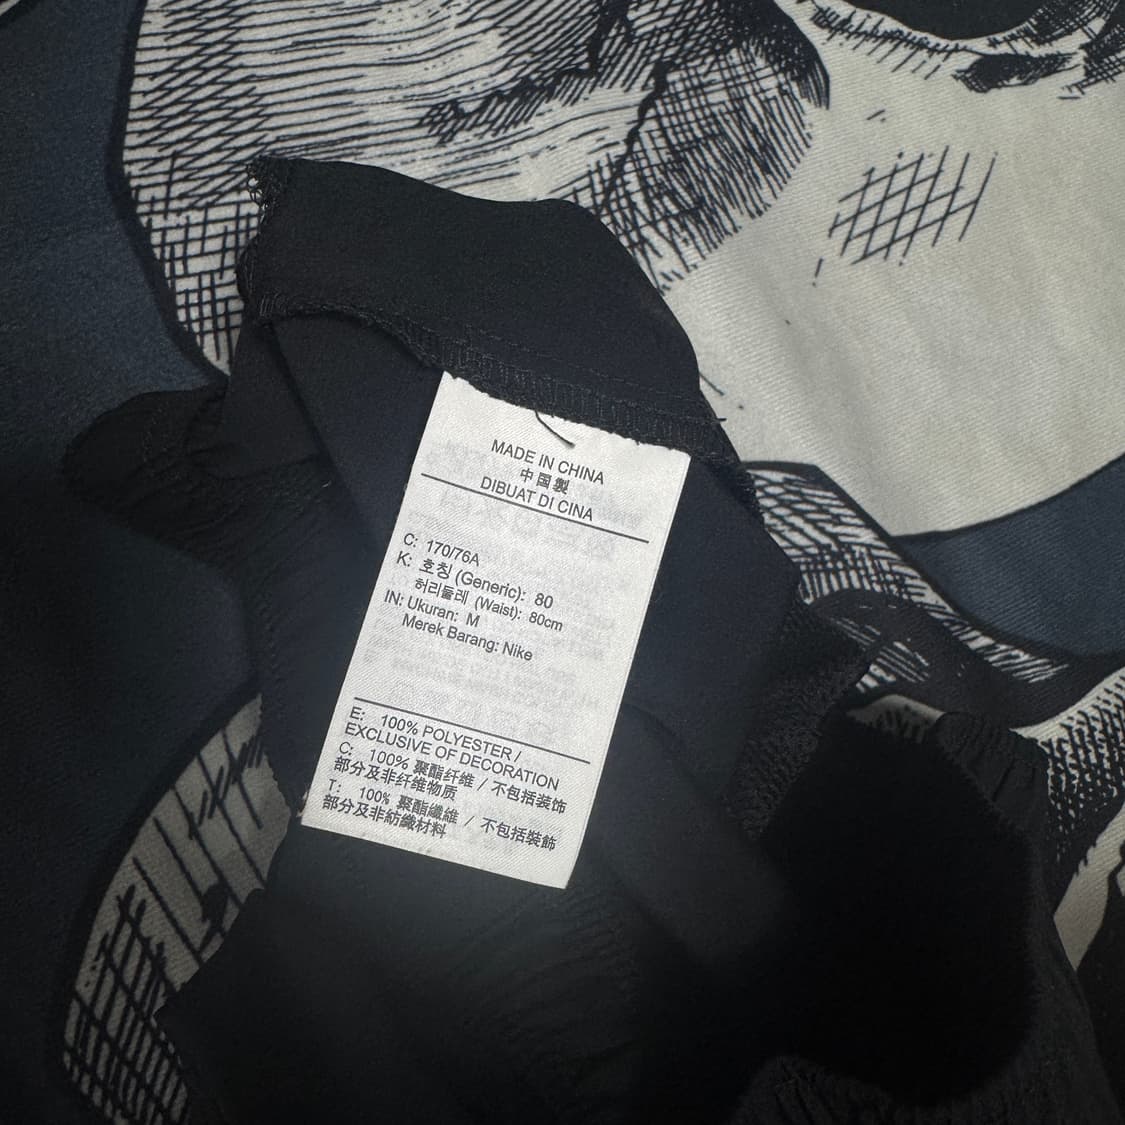 MADE IN CHINA
中国製
DIBUAT DI CINA
C: 170/76A
K: 호칭 (Generic): 80
허리둘레 (Waist): 80cm
IN: Ukuran: M
Merek Barang: Nike
E: 100% POLYESTER /
EXCLUSIVE OF DECORATION
C: 100% 聚酯纤维 / 不包括装饰
部分及非纤维物质
T: 100% 聚酯纖維 / 不包括裝飾
部分及非紡織材料